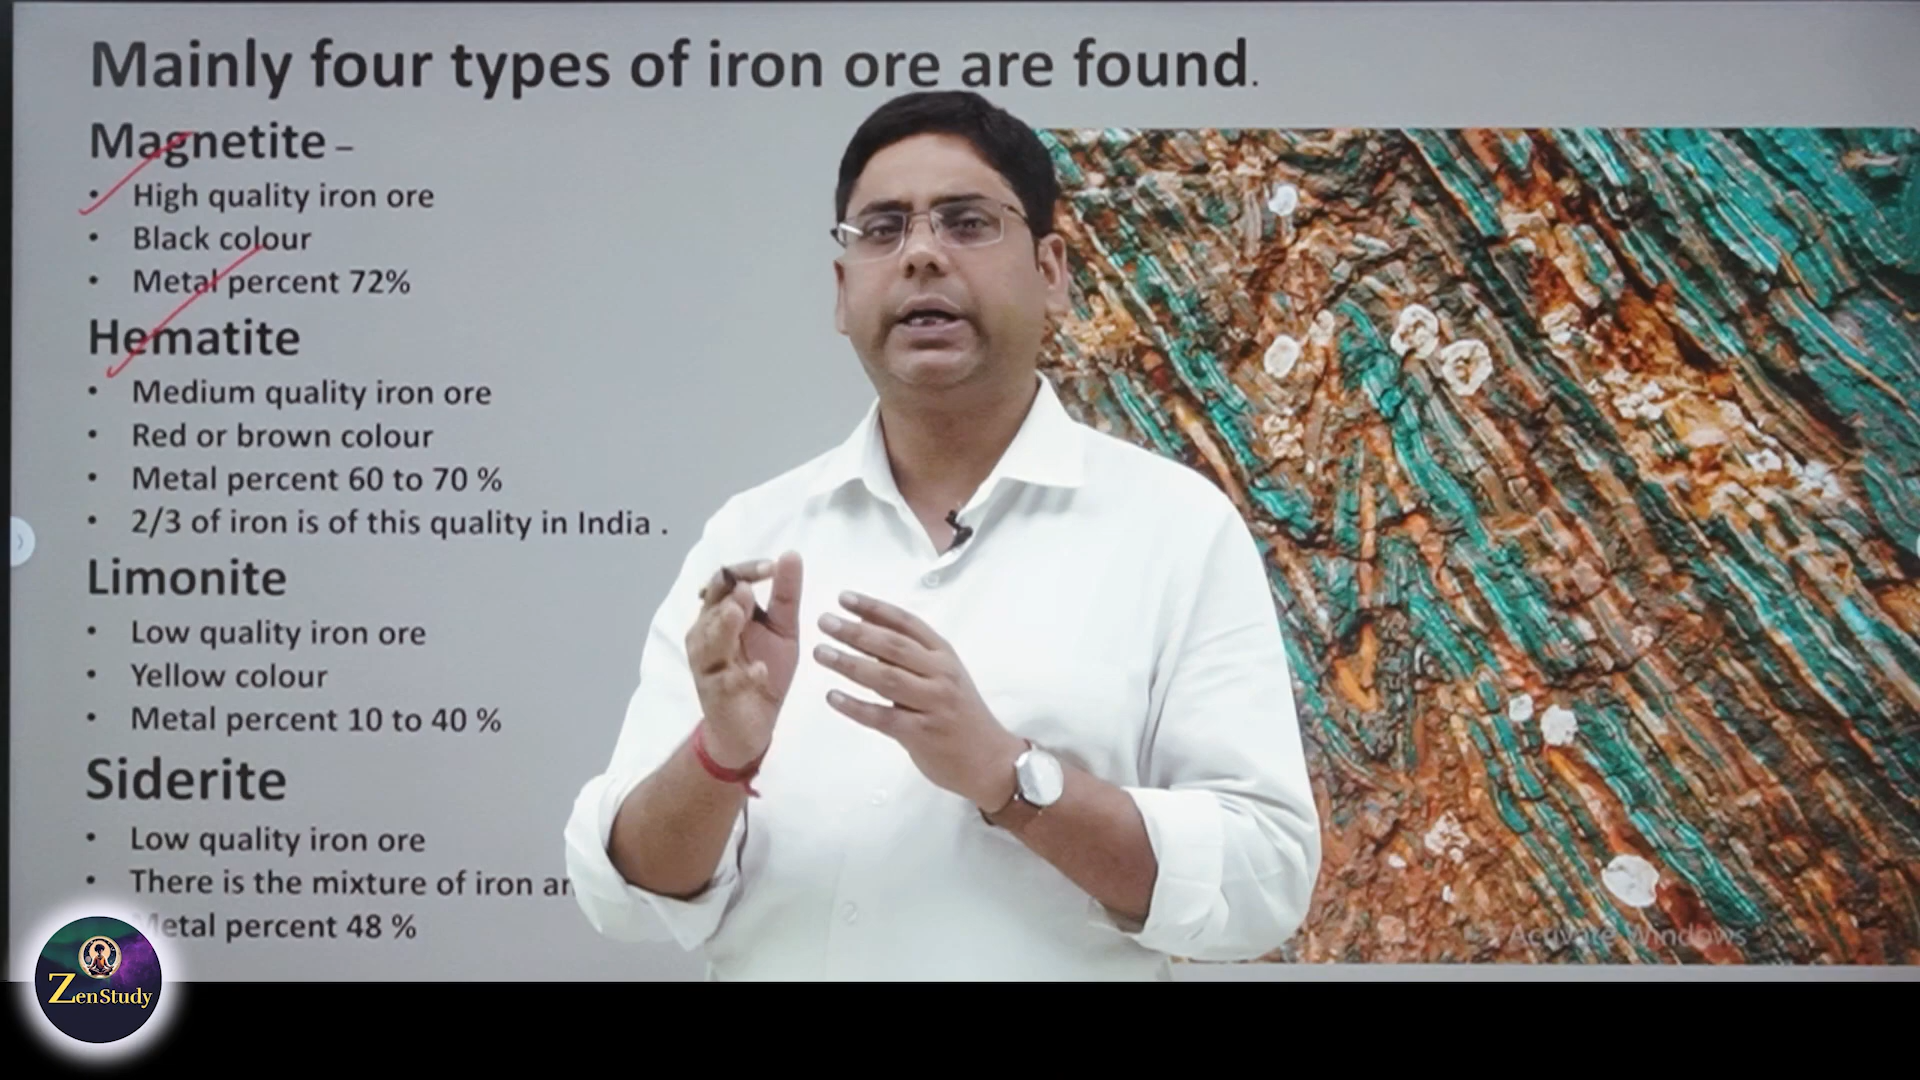 Mainly four types of iron ore are found.
Magnetite –
• High quality iron ore
• Black colour
• Metal percent 72%
Hematite
• Medium quality iron ore
• Red or brown colour
• Metal percent 60 to 70 %
• 2/3 of iron is of this quality in India .
Limonite
• Low quality iron ore
• Yellow colour
• Metal percent 10 to 40 %
Siderite
• Low quality iron ore
• There is the mixture of iron
Metal percent 48 %
Activate Windows
ZenStudy